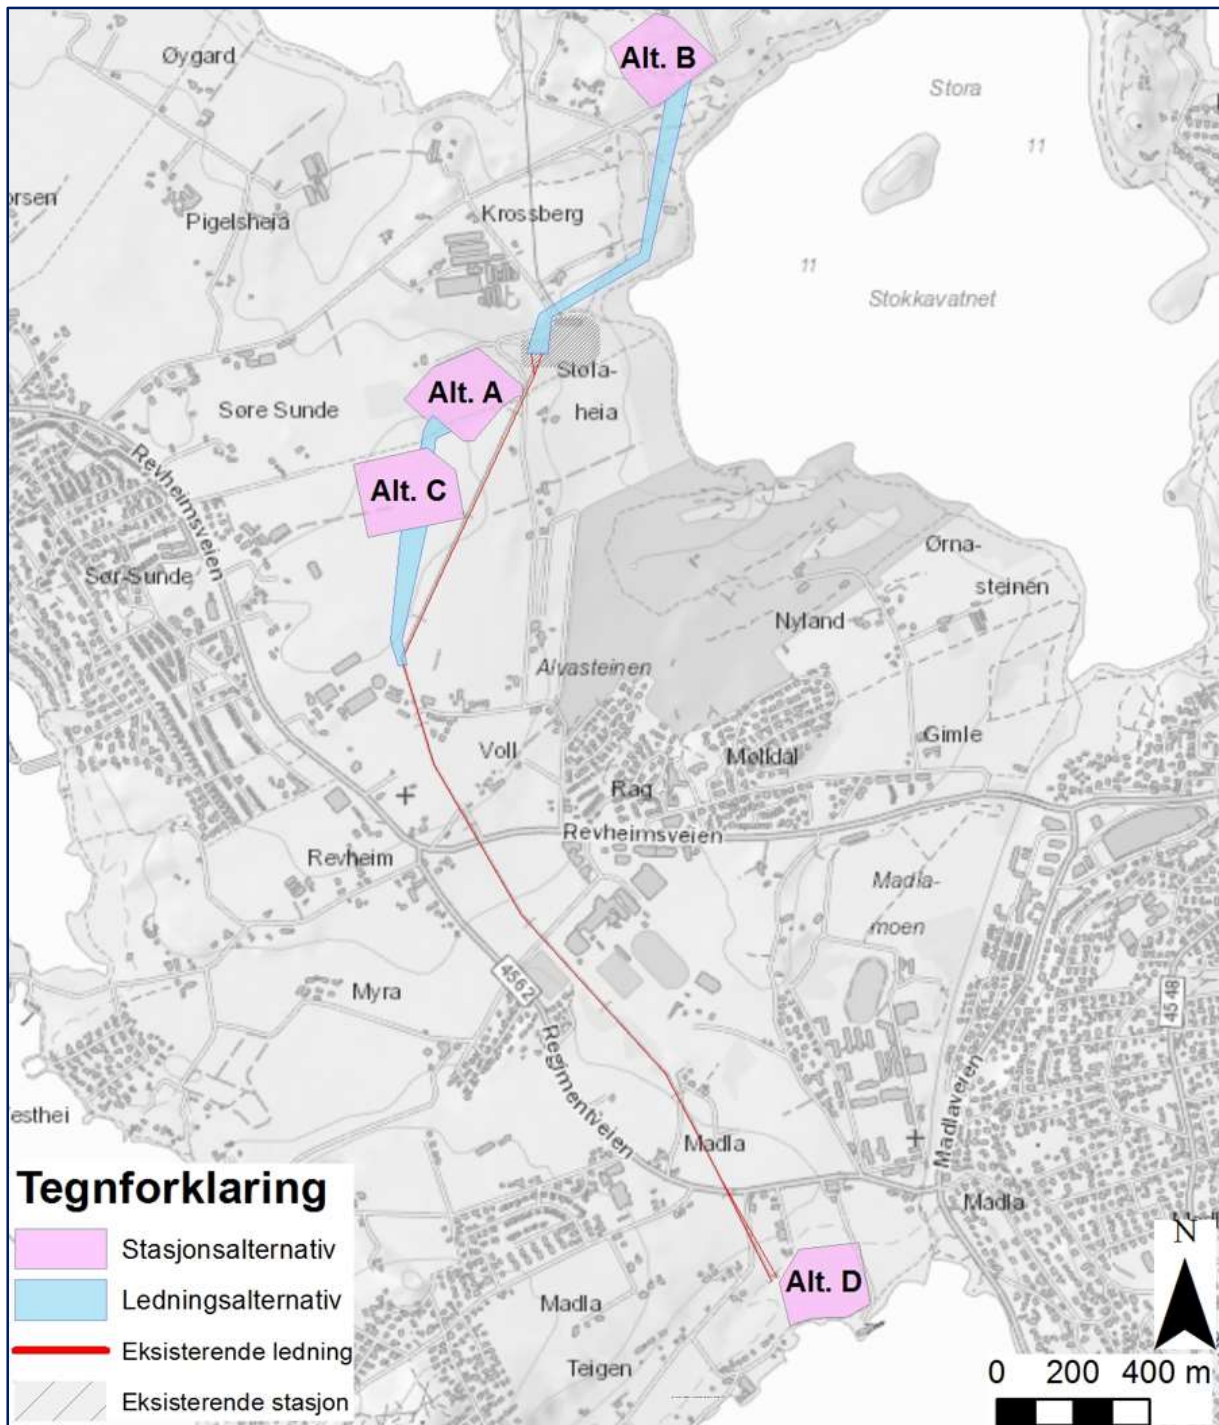 Øygard
Alt. B
Stora
11
orsen
Pigelsheia
Krossberg
11
Stokkavatnet
Alt. A
Stola-
heia
Søre Sunde
Revheimsveien
Alt. C
Sør-Sunde
Ørna-
steinen
Nyland
Alvasteinen
Voll
Gimle
Molldal
Rag
Revheimsveien
Revheim
Madla-
moen
Myra
4562
4548
Regimentveien
esthei
Madla
Madlaveien
Madla
Alt. D
Madla
Teigen
Tegnforklaring
Stasjonsalternativ
Ledningsalternativ
Eksisterende ledning
Eksisterende stasjon
N
0 200 400 m